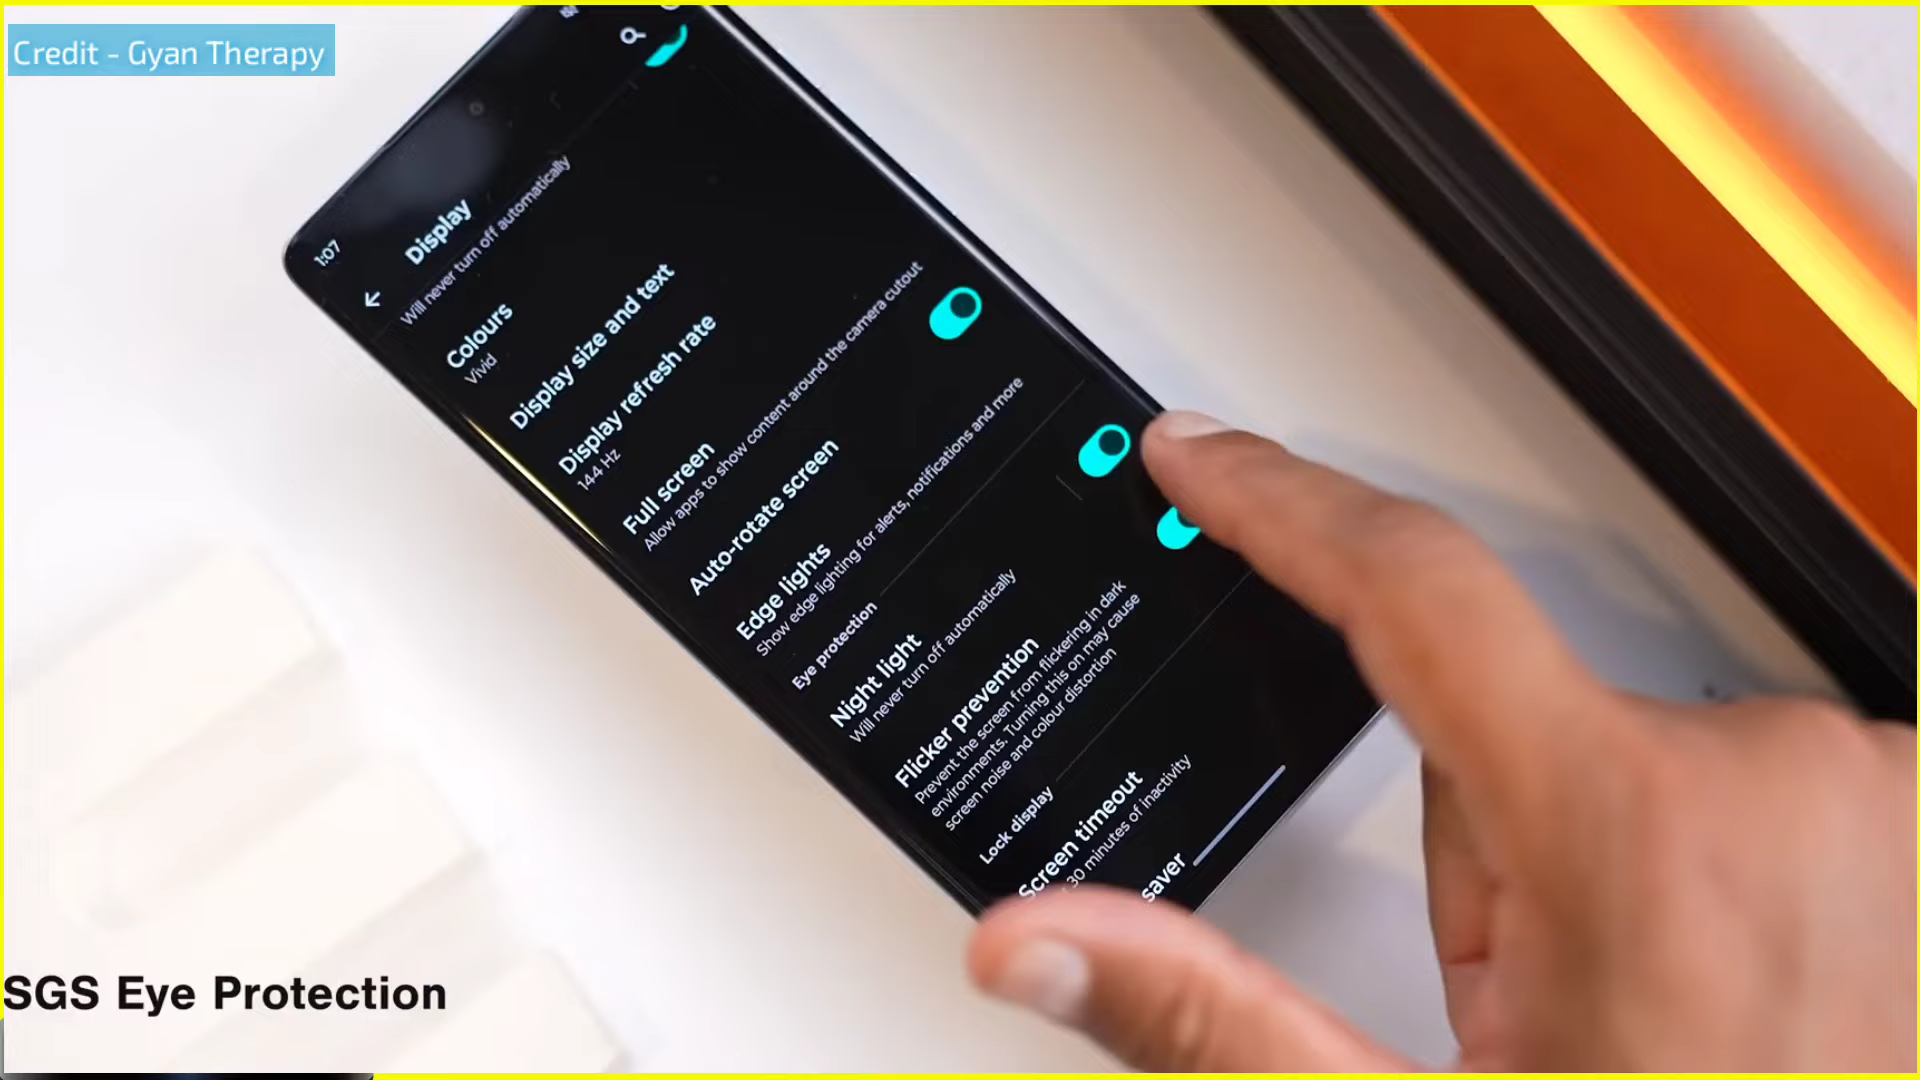 Credit - Gyan Therapy
1:07
Display
Will never turn off automatically
Colours
Vivid
Display size and text
Display refresh rate
144 Hz
Full screen
Allow apps to show content around the camera cutout
Auto-rotate screen
Edge lights
Show edge lighting for alerts, notifications and more
Eye protection
Night light
Will never turn off automatically
Flicker prevention
Prevent the screen from flickering in dark
environments. Turning this on may cause
screen noise and colour distortion
Lock display
Screen timeout
30 minutes of inactivity
saver
SGS Eye Protection